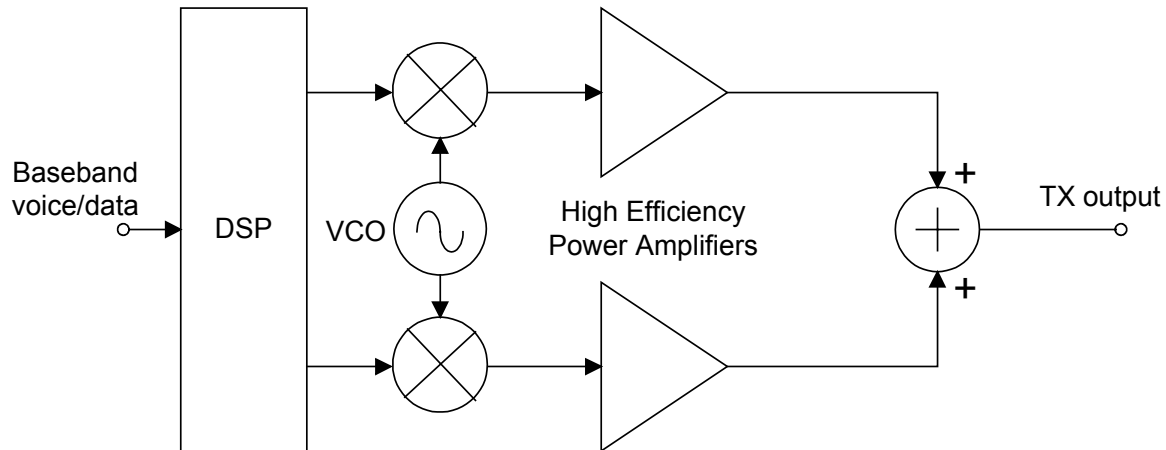 Baseband
voice/data
DSP
VCO
High Efficiency
Power Amplifiers
+
+
TX output